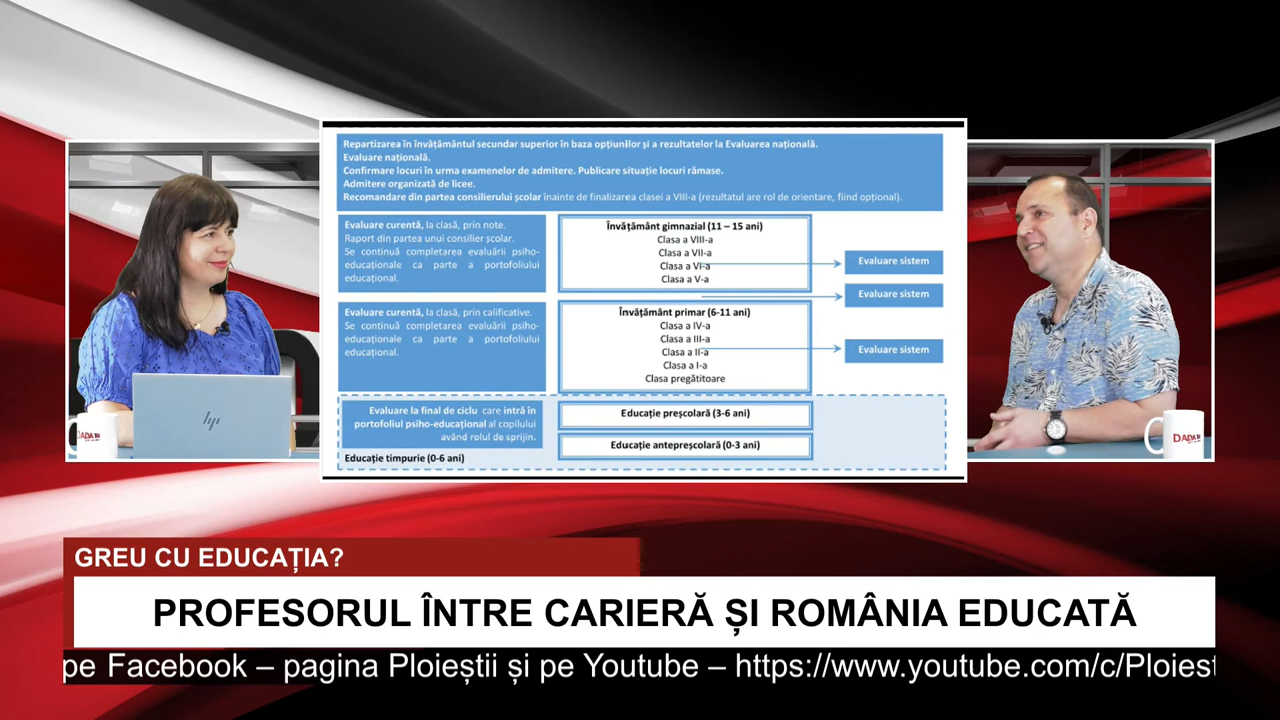 Repartizarea în învățământul secundar superior în baza opțiunilor și a rezultatelor la Evaluarea națională.
Evaluare națională.
Confirmare locuri în urma examenelor de admitere. Publicare situație locuri rămase.
Admitere organizată de licee.
Recomandare din partea consilierului școlar înainte de finalizarea clasei a VIII-a (rezultatul are rol de orientare, fiind opțional).
Evaluare curentă, la clasă, prin note.
Raport din partea unui consilier școlar.
Se continuă completarea evaluării psiho-
educaționale ca parte a portofoliului
educațional.
Învățământ gimnazial (11 – 15 ani)
Clasa a VIII-a
Clasa a VII-a
Clasa a VI-a
Clasa a V-a
Evaluare sistem
Evaluare sistem
Evaluare curentă, la clasă, prin calificative.
Se continuă completarea evaluării psiho-
educaționale ca parte a portofoliului
educațional.
Învățământ primar (6-11 ani)
Clasa a IV-a
Clasa a III-a
Clasa a II-a
Clasa a I-a
Clasa pregătitoare
Evaluare sistem
Evaluare la final de ciclu care intră în
portofoliul psiho-educațional al copilului
având rolul de sprijin.
Educație timpurie (0-6 ani)
Educație preșcolară (3-6 ani)
Educație antepreșcolară (0-3 ani)
hp
DADA TV
DADA TV
GREU CU EDUCAȚIA?
PROFESORUL ÎNTRE CARIERĂ ȘI ROMÂNIA EDUCATĂ
pe Facebook – pagina Ploieștii și pe Youtube – https://www.youtube.com/c/Ploiest